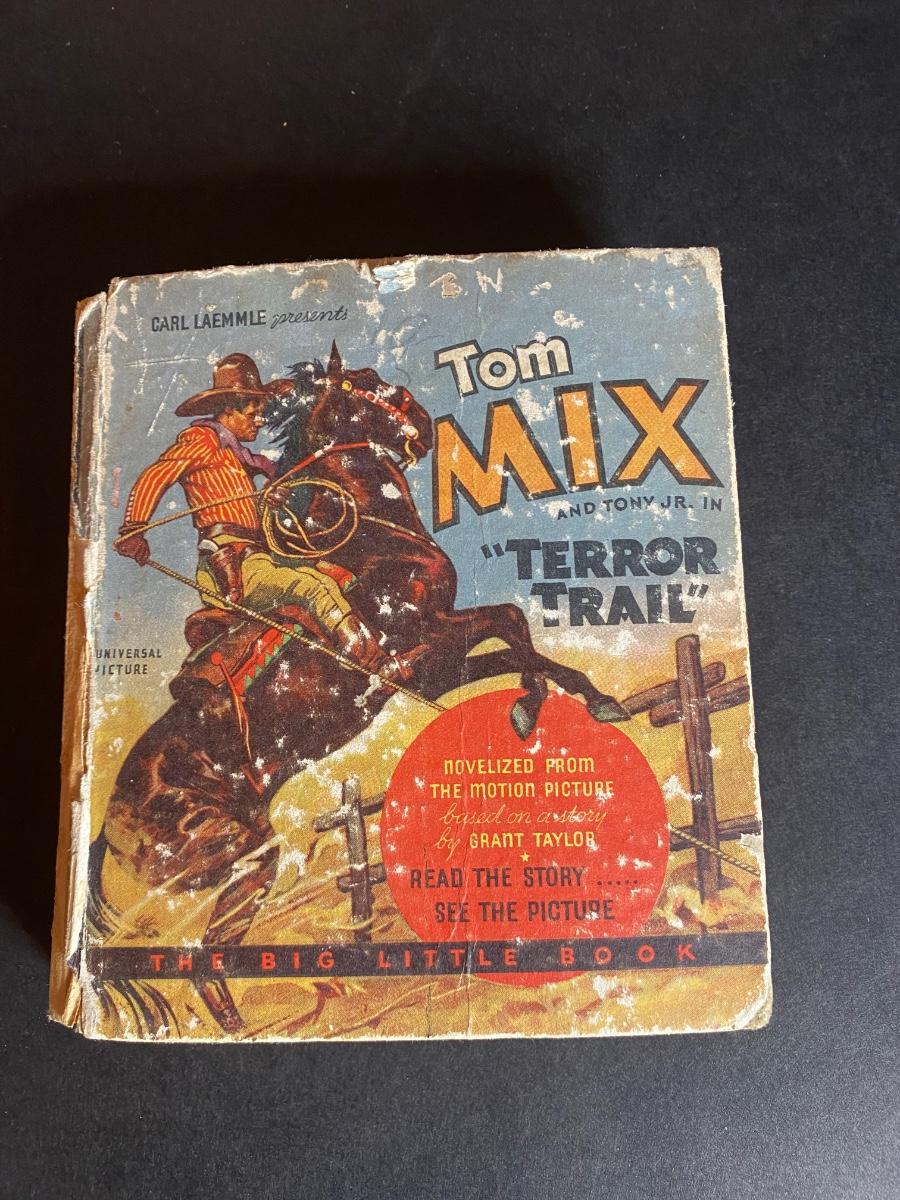 CARL LAEMMLE presents
Tom
MIX
AND TONY JR. IN
"TERROR
TRAIL"
UNIVERSAL
PICTURE
NOVELIZED FROM
THE MOTION PICTURE
based on a story
by GRANT TAYLOR
READ THE STORY .....
SEE THE PICTURE
THE BIG LITTLE BOOK